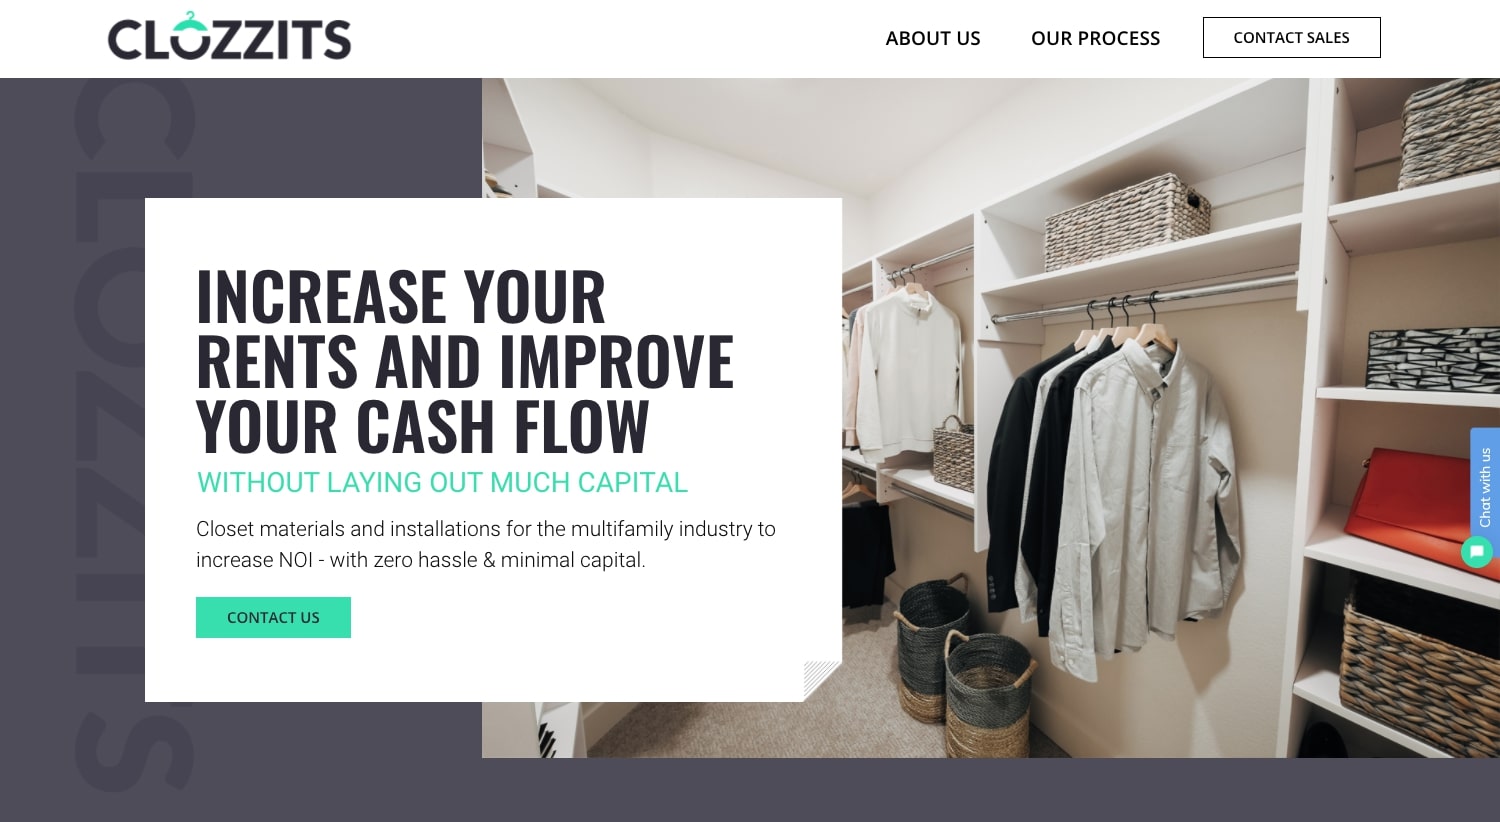 CLOZZITS
ABOUT US
OUR PROCESS
CONTACT SALES
CLOZZITS
INCREASE YOUR
RENTS AND IMPROVE
YOUR CASH FLOW
WITHOUT LAYING OUT MUCH CAPITAL
Closet materials and installations for the multifamily industry to
increase NOI - with zero hassle & minimal capital.
CONTACT US
Chat with us